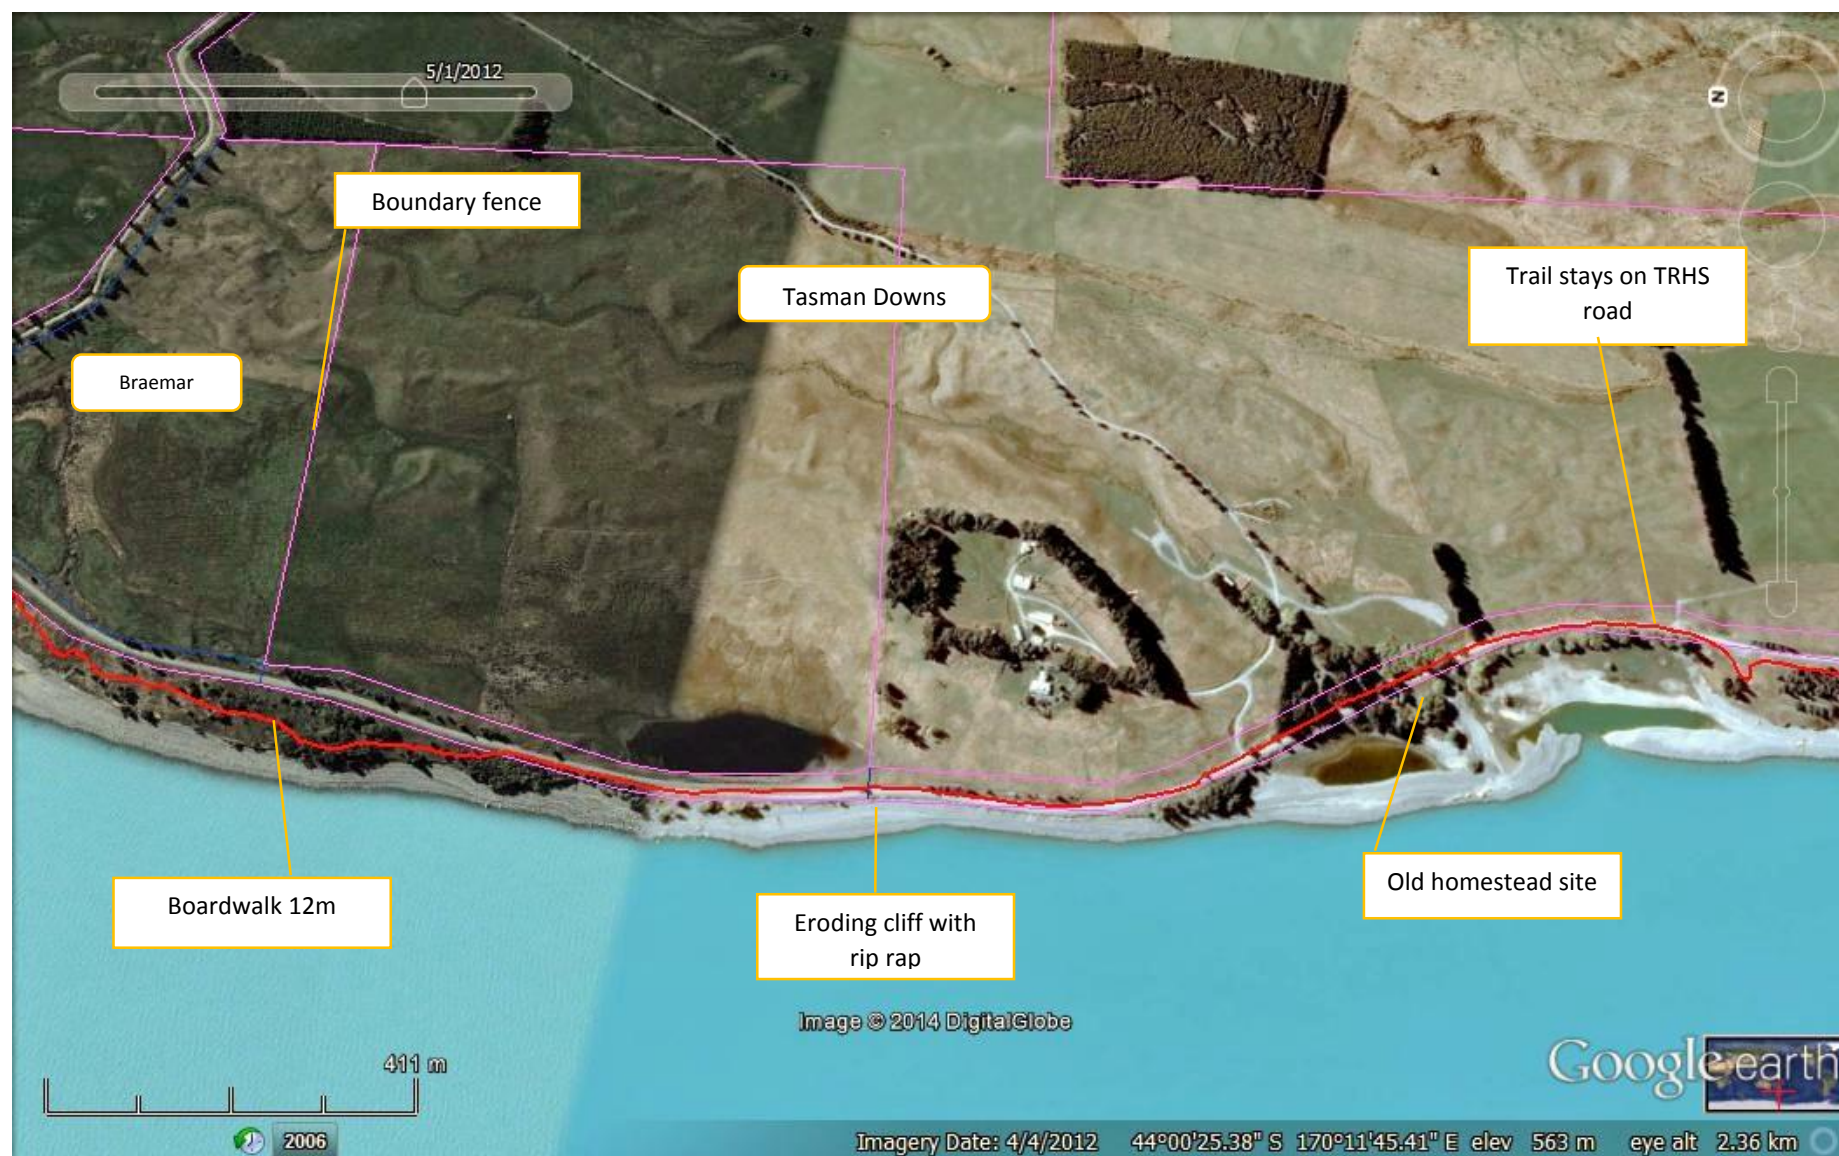 5/1/2012
N
Boundary fence
Tasman Downs
Trail stays on TRHS
road
Braemar
Boardwalk 12m
Eroding cliff with
rip rap
Old homestead site
Image © 2014 DigitalGlobe
411 m
Google earth
2006
Imagery Date: 4/4/2012 44°00'25.38" S 170°11'45.41" E elev 563 m eye alt 2.36 km